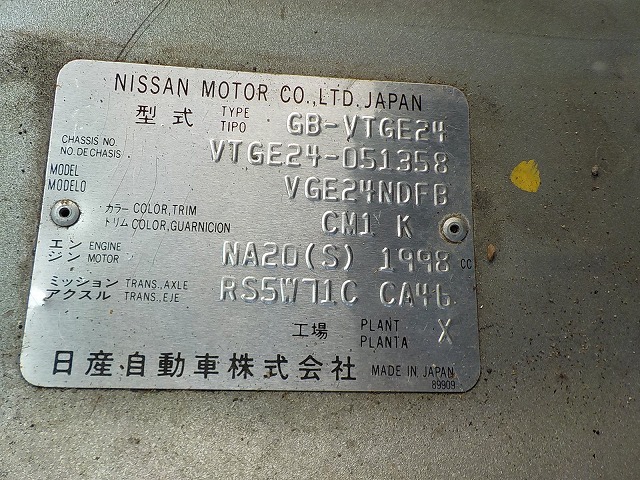 NISSAN MOTOR CO.,LTD.JAPAN
型式 TYPE TIPO GB-VTGE24
CHASSIS NO NO.DE CHASIS VTGE24-051358
MODEL MODELO VGE24NDFB
カラー COLOR,TRIM トリム COLOR,GUARNICION CM1 K
エンジン ENGINE MOTOR NA20(S) 1998 CC
ミッション TRANS.,AXLE アクスル TRANS.,EJE RS5W71C CA46
工場 PLANT PLANTA X
日産自動車株式会社 MADE IN JAPAN
89909